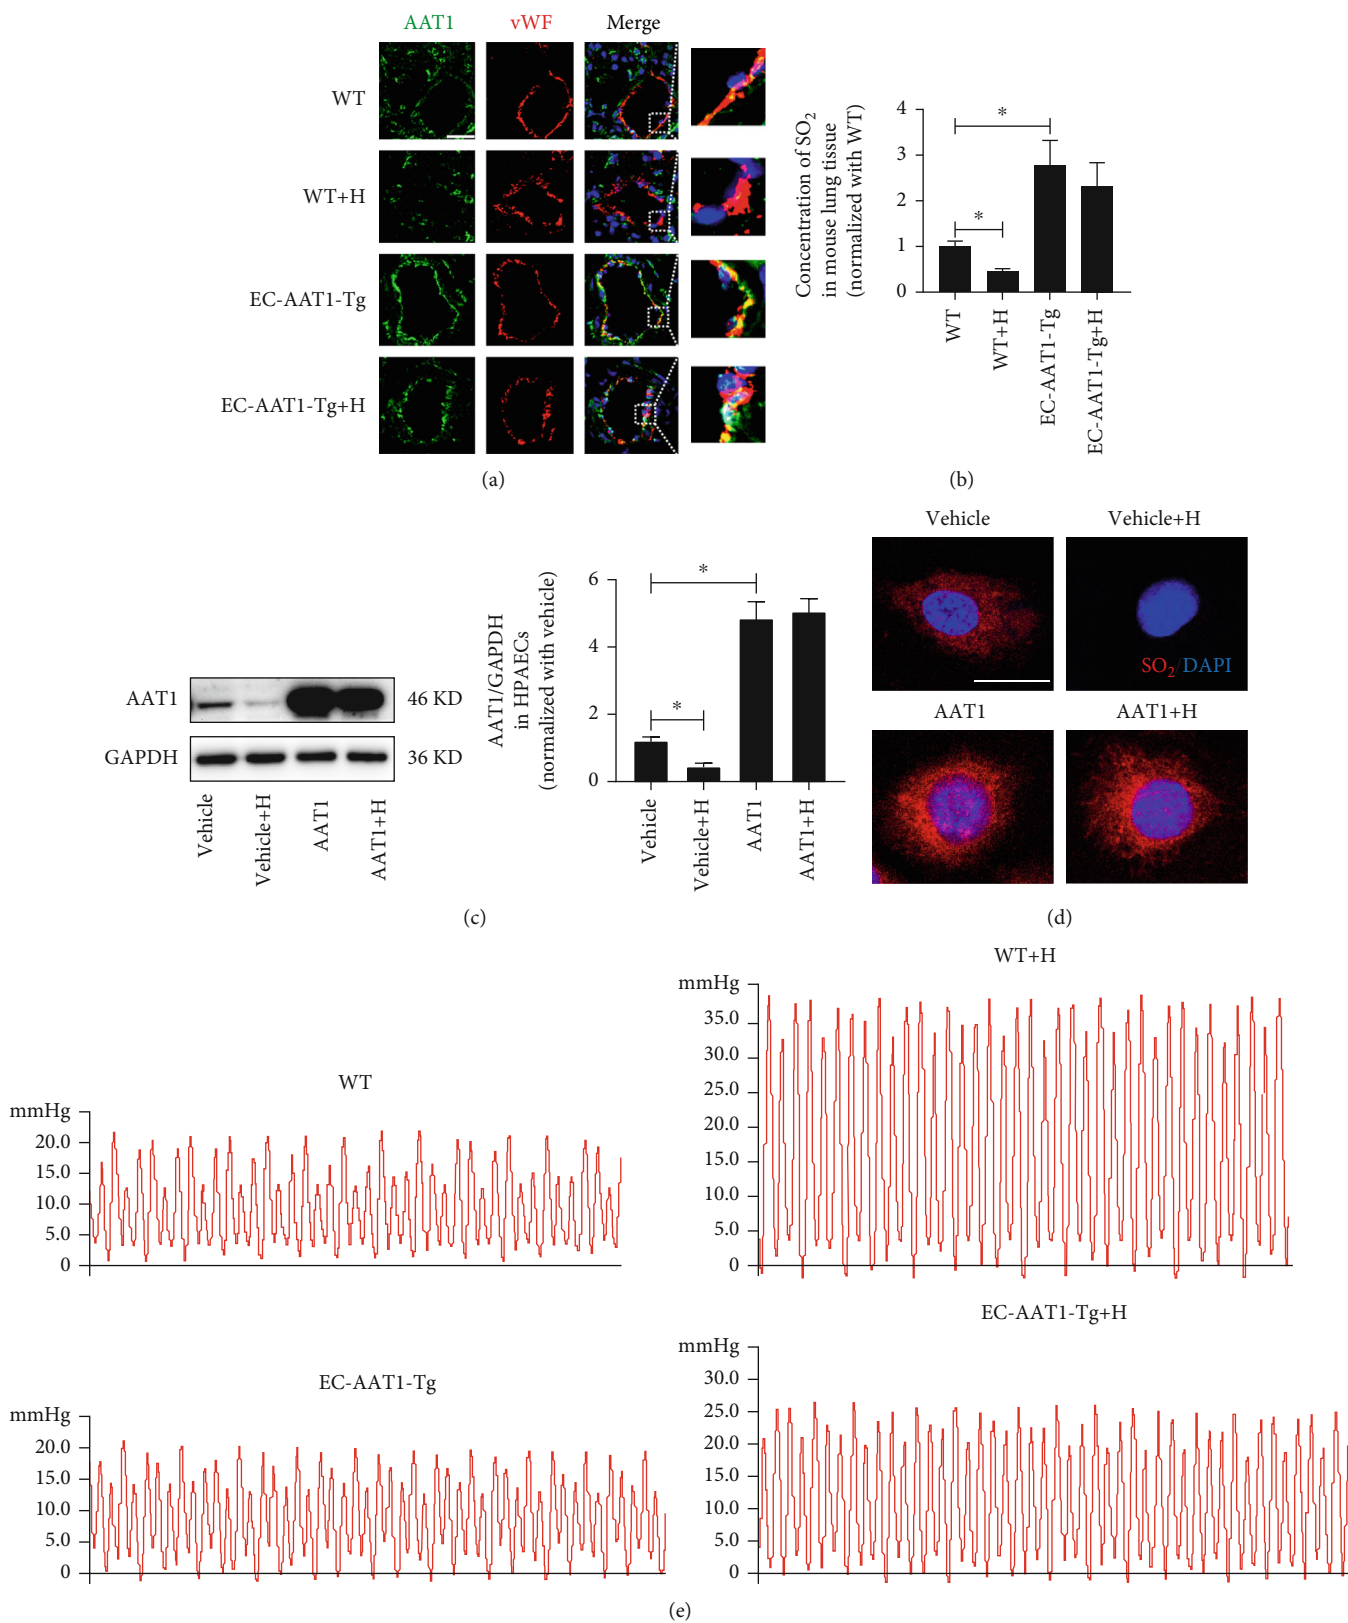 AAT1 vWF Merge
WT
WT+H
EC-AAT1-Tg
EC-AAT1-Tg+H
(a)
Concentration of SO2
in mouse lung tissue
(normalized with WT)
4
3
2
1
0
*
*
WT
WT+H
EC-AAT1-Tg
EC-AAT1-Tg+H
(b)
AAT1
46 KD
GAPDH
36 KD
Vehicle
Vehicle+H
AAT1
AAT1+H
AAT1/GAPDH
in HPAECs
(normalized with vehicle)
6
4
2
0
*
*
Vehicle
Vehicle+H
AAT1
AAT1+H
(c)
Vehicle
Vehicle+H
SO2/DAPI
AAT1
AAT1+H
(d)
WT
mmHg
20.0
15.0
10.0
5.0
0
WT+H
mmHg
35.0
30.0
25.0
20.0
15.0
10.0
5.0
0
EC-AAT1-Tg
mmHg
20.0
15.0
10.0
5.0
0
EC-AAT1-Tg+H
mmHg
30.0
25.0
20.0
15.0
10.0
5.0
0
(e)